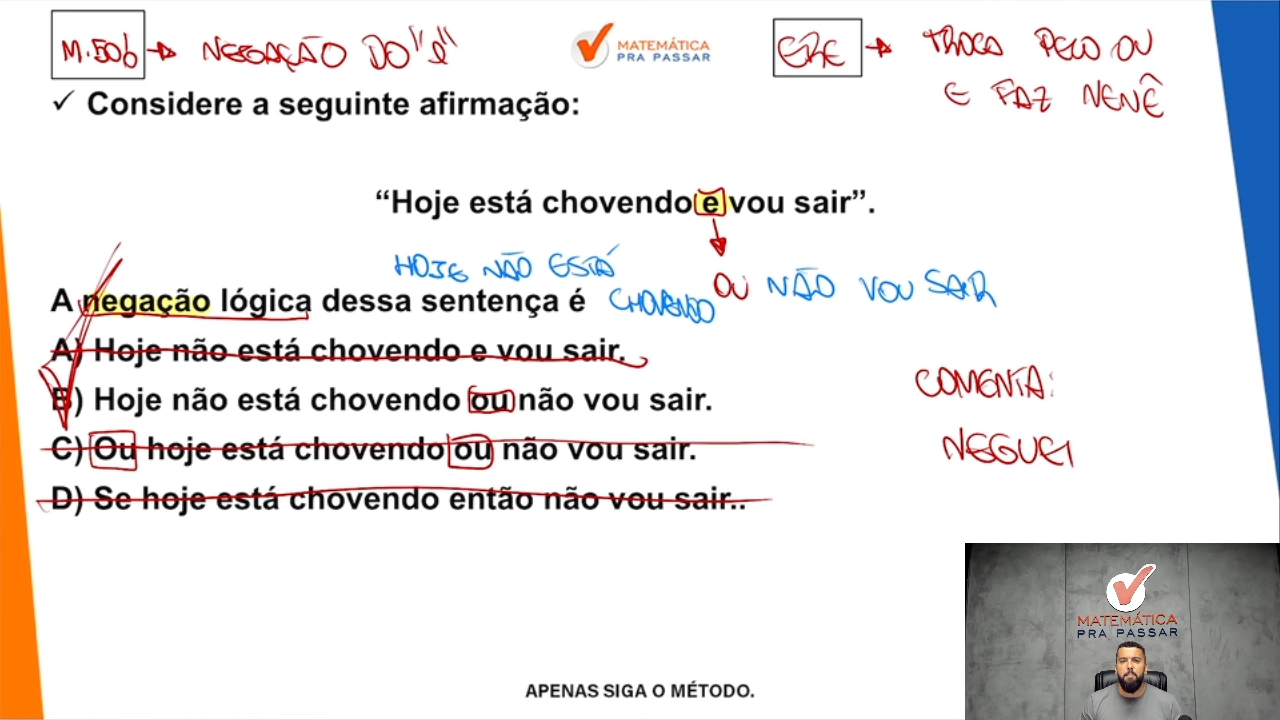 M.50% → NEGAÇÃO DO "e"
MATEMÁTICA
PRA PASSAR
→ TROCA PELO OU
E FAZ NENÊ
✓ Considere a seguinte afirmação:
“Hoje está chovendo e vou sair”.
HOJE NÃO ESTÁ
CHOVENDO
OU NÃO VOU SAIR
A negação lógica dessa sentença é
A) Hoje não está chovendo e vou sair.
B) Hoje não está chovendo ou não vou sair.
C) Ou hoje está chovendo ou não vou sair.
D) Se hoje está chovendo então não vou sair..
COMENTA:
NEGUEI
MATEMÁTICA
PRA PASSAR
APENAS SIGA O MÉTODO.